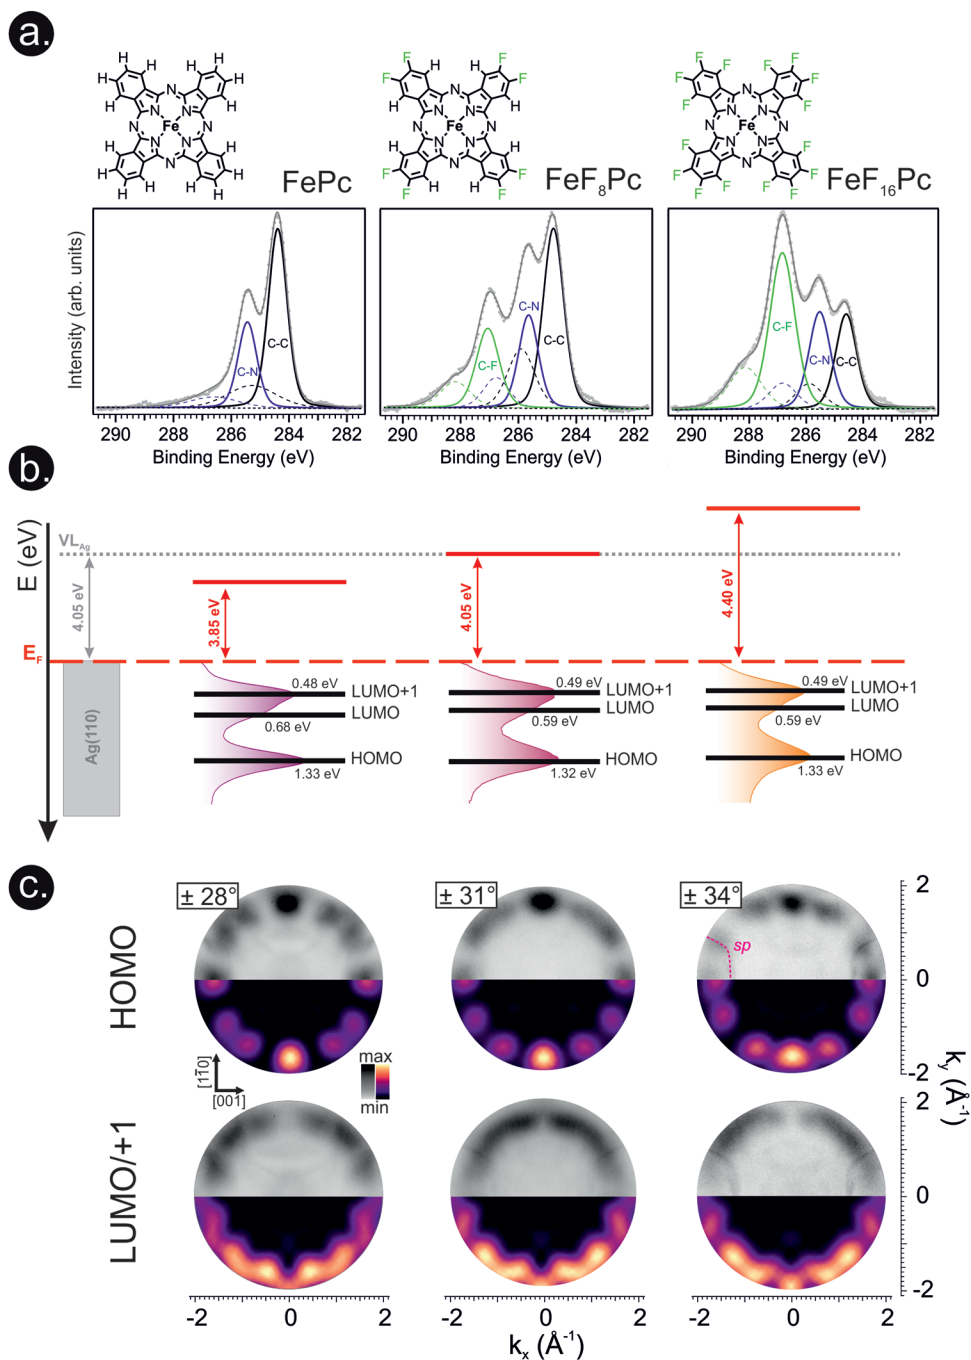 a.
H H H H H H H H H H H H H H H H
N N N N N N N N Fe
FePc
F H H F F F H H H H F F F H H F
N N N N N N N N Fe
FeF8Pc
F F F F F F F F F F F F F F F F
N N N N N N N N Fe
FeF16Pc
Intensity (arb. units)
C-N C-C
C-F C-N C-C
C-F C-N C-C
290 288 286 284 282
290 288 286 284 282
290 288 286 284 282
Binding Energy (eV)
Binding Energy (eV)
Binding Energy (eV)
b.
E (eV)
VLAg
4.05 eV
3.85 eV
4.05 eV
4.40 eV
EF
Ag(110)
0.48 eV
LUMO+1
LUMO
0.68 eV
HOMO
1.33 eV
0.49 eV
LUMO+1
LUMO
0.59 eV
HOMO
1.32 eV
0.49 eV
LUMO+1
LUMO
0.59 eV
HOMO
1.33 eV
c.
± 28°
± 31°
± 34°
HOMO
sp
2
0
-2
[11̄0]
[001]
max
min
ky (Å-1)
LUMO/+1
2
0
-2
-2 0 2
-2 0 2
-2 0 2
kx (Å-1)